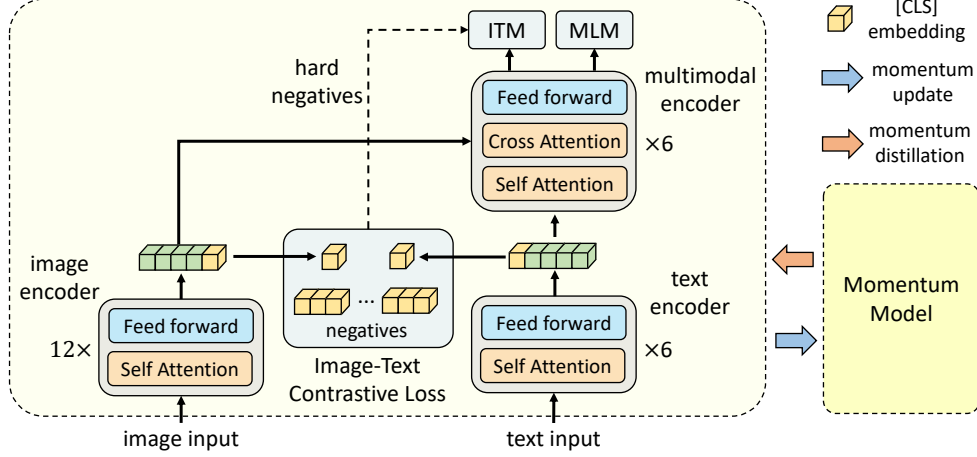 ITM
MLM
hard
negatives
Feed forward
Cross Attention
Self Attention
multimodal
encoder
×6
[CLS]
embedding
momentum
update
momentum
distillation
image
encoder
12×
Feed forward
Self Attention
image input
...
negatives
Image-Text
Contrastive Loss
text
encoder
×6
Feed forward
Self Attention
text input
Momentum
Model